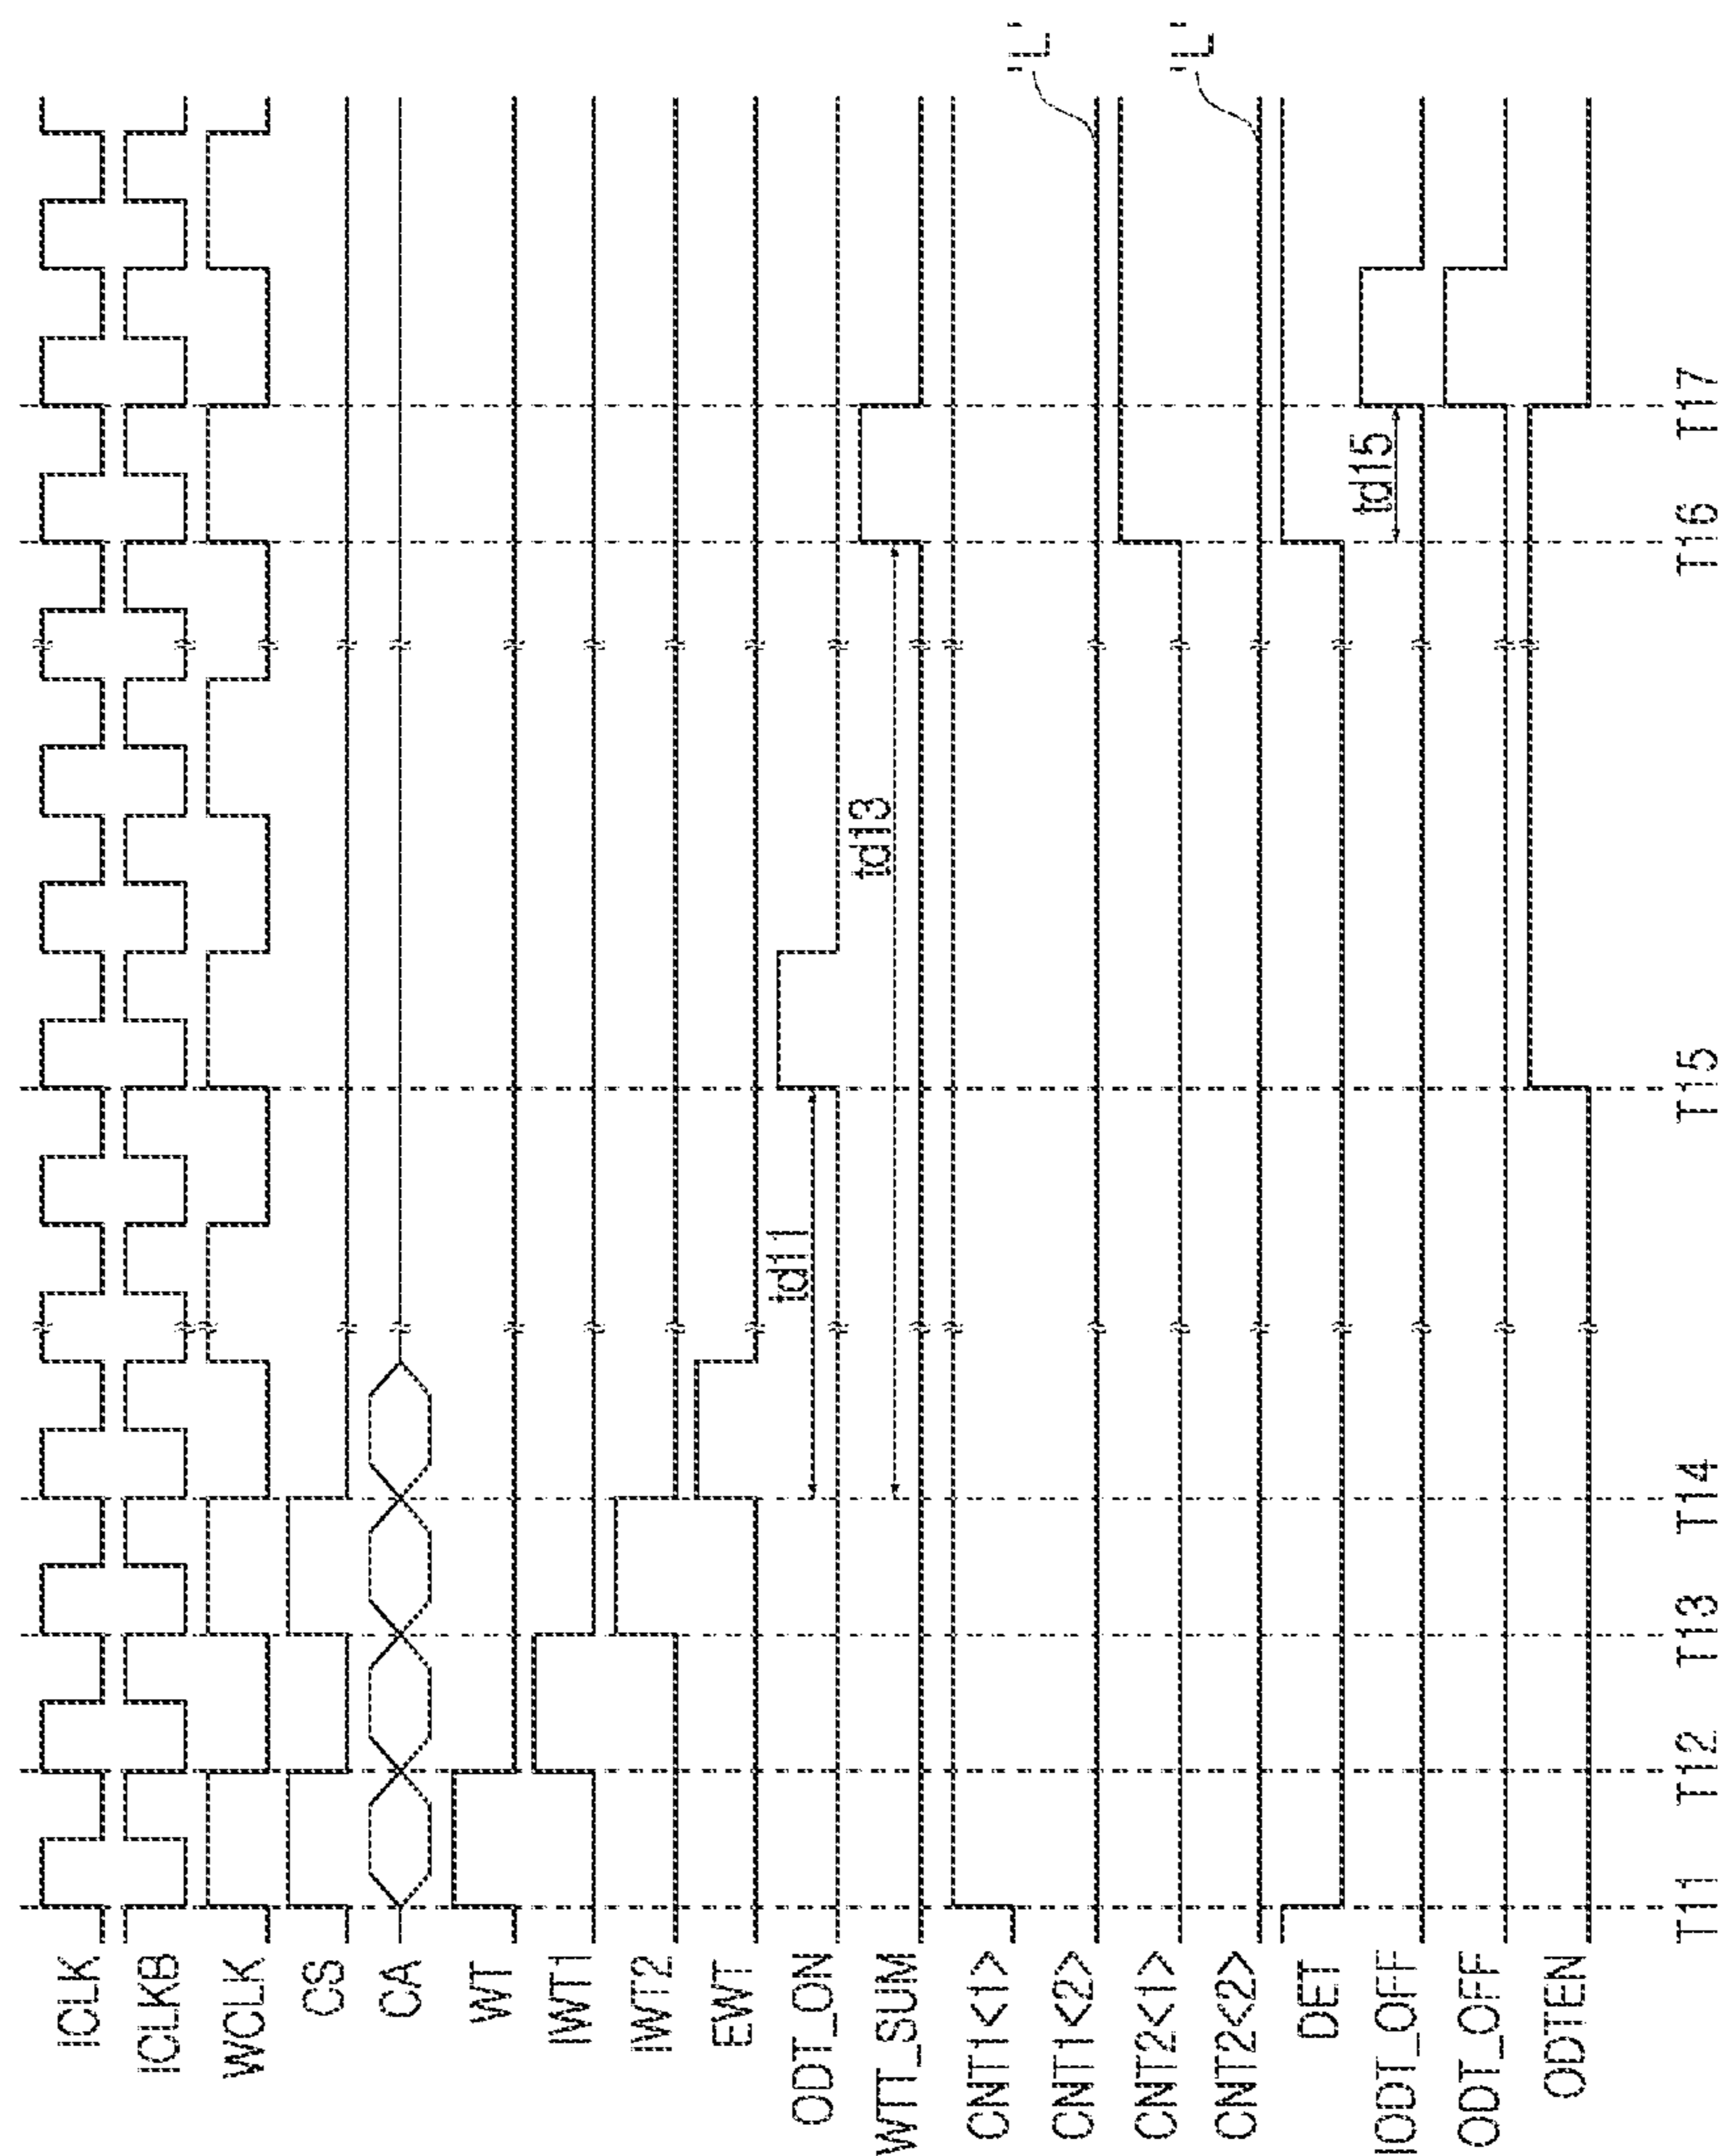 ICLK
ICLKB
WCLK
CS
CA
WT
IWT1
IWT2
EWT
ODT_ON
td11
WTT_SUM
td13
CNT1<1>
CNT1<2>
'L'
CNT2<1>
CNT2<2>
'L'
DET
IODT_OFF
td15
ODT_OFF
ODTEN
T11 T12 T13 T14 T15 T16 T17